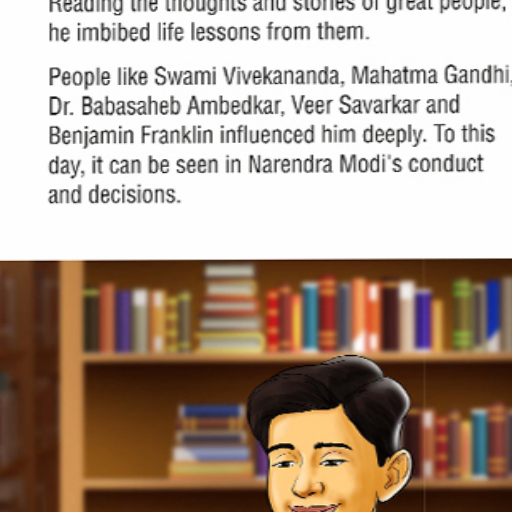 Reading the thoughts and stories of great people,
he imbibed life lessons from them.
People like Swami Vivekananda, Mahatma Gandhi,
Dr. Babasaheb Ambedkar, Veer Savarkar and
Benjamin Franklin influenced him deeply. To this
day, it can be seen in Narendra Modi's conduct
and decisions.